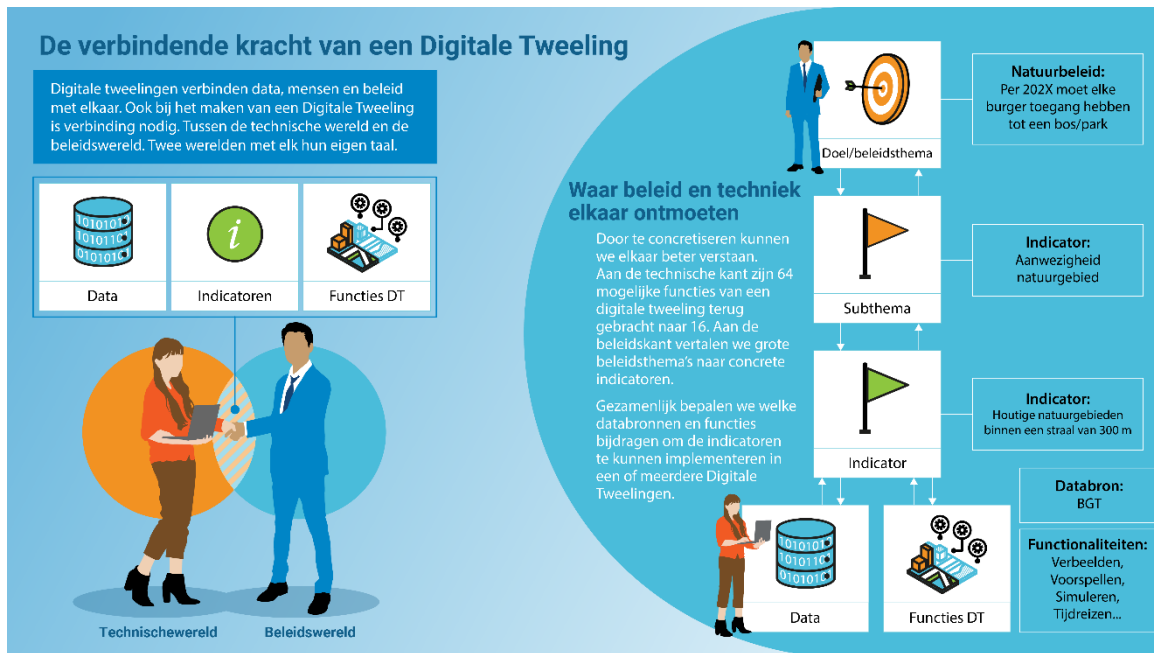 De verbindende kracht van een Digitale Tweeling
Digitale tweelingen verbinden data, mensen en beleid
met elkaar. Ook bij het maken van een Digitale Tweeling
is verbinding nodig. Tussen de technische wereld en de
beleidswereld. Twee werelden met elk hun eigen taal.
1010101
1010110
0101010
Data
i
Indicatoren
Functies DT
Technischewereld
Beleidswereld
Waar beleid en techniek
elkaar ontmoeten
Door te concretiseren kunnen
we elkaar beter verstaan.
Aan de technische kant zijn 64
mogelijke functies van een
digitale tweeling terug
gebracht naar 16. Aan de
beleidskant vertalen we grote
beleidsthema's naar concrete
indicatoren.
Gezamenlijk bepalen we welke
databronnen en functies
bijdragen om de indicatoren
te kunnen implementeren in
een of meerdere Digitale
Tweelingen.
Doel/beleidsthema
Natuurbeleid:
Per 202X moet elke
burger toegang hebben
tot een bos/park
Subthema
Indicator:
Aanwezigheid
natuurgebied
Indicator
Indicator:
Houtige natuurgebieden
binnen een straal van 300 m
1010101
1010110
0101010
Data
Functies DT
Databron:
BGT
Functionaliteiten:
Verbeelden,
Voorspellen,
Simuleren,
Tijdreizen...